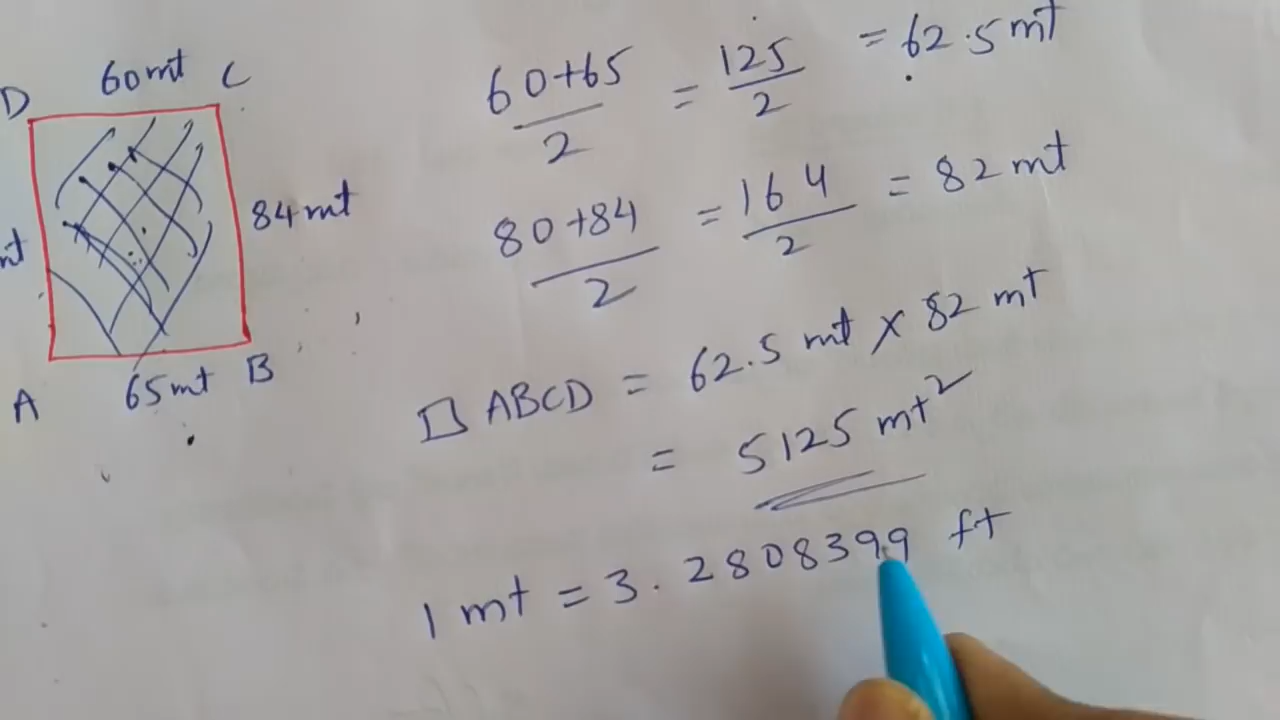 D 60mt C
84mt
A 65mt B
60+65/2 = 125/2 = 62.5 mt
80+84/2 = 164/2 = 82 mt
□ ABCD = 62.5 mt × 82 mt
= 5125 mt²
1 mt = 3.2808399 ft